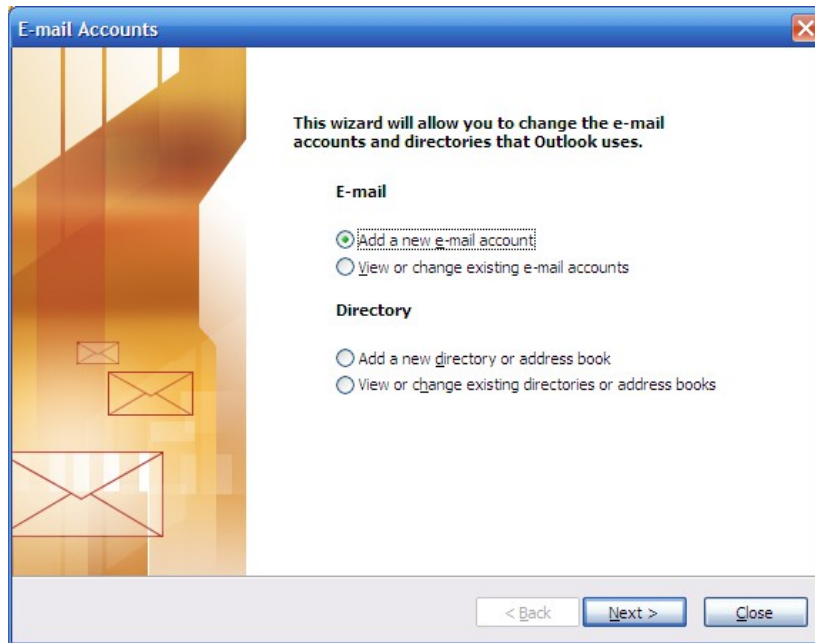 E-mail Accounts
This wizard will allow you to change the e-mail
accounts and directories that Outlook uses.
E-mail
Add a new e-mail account
View or change existing e-mail accounts
Directory
Add a new directory or address book
View or change existing directories or address books
< Back
Next >
Close